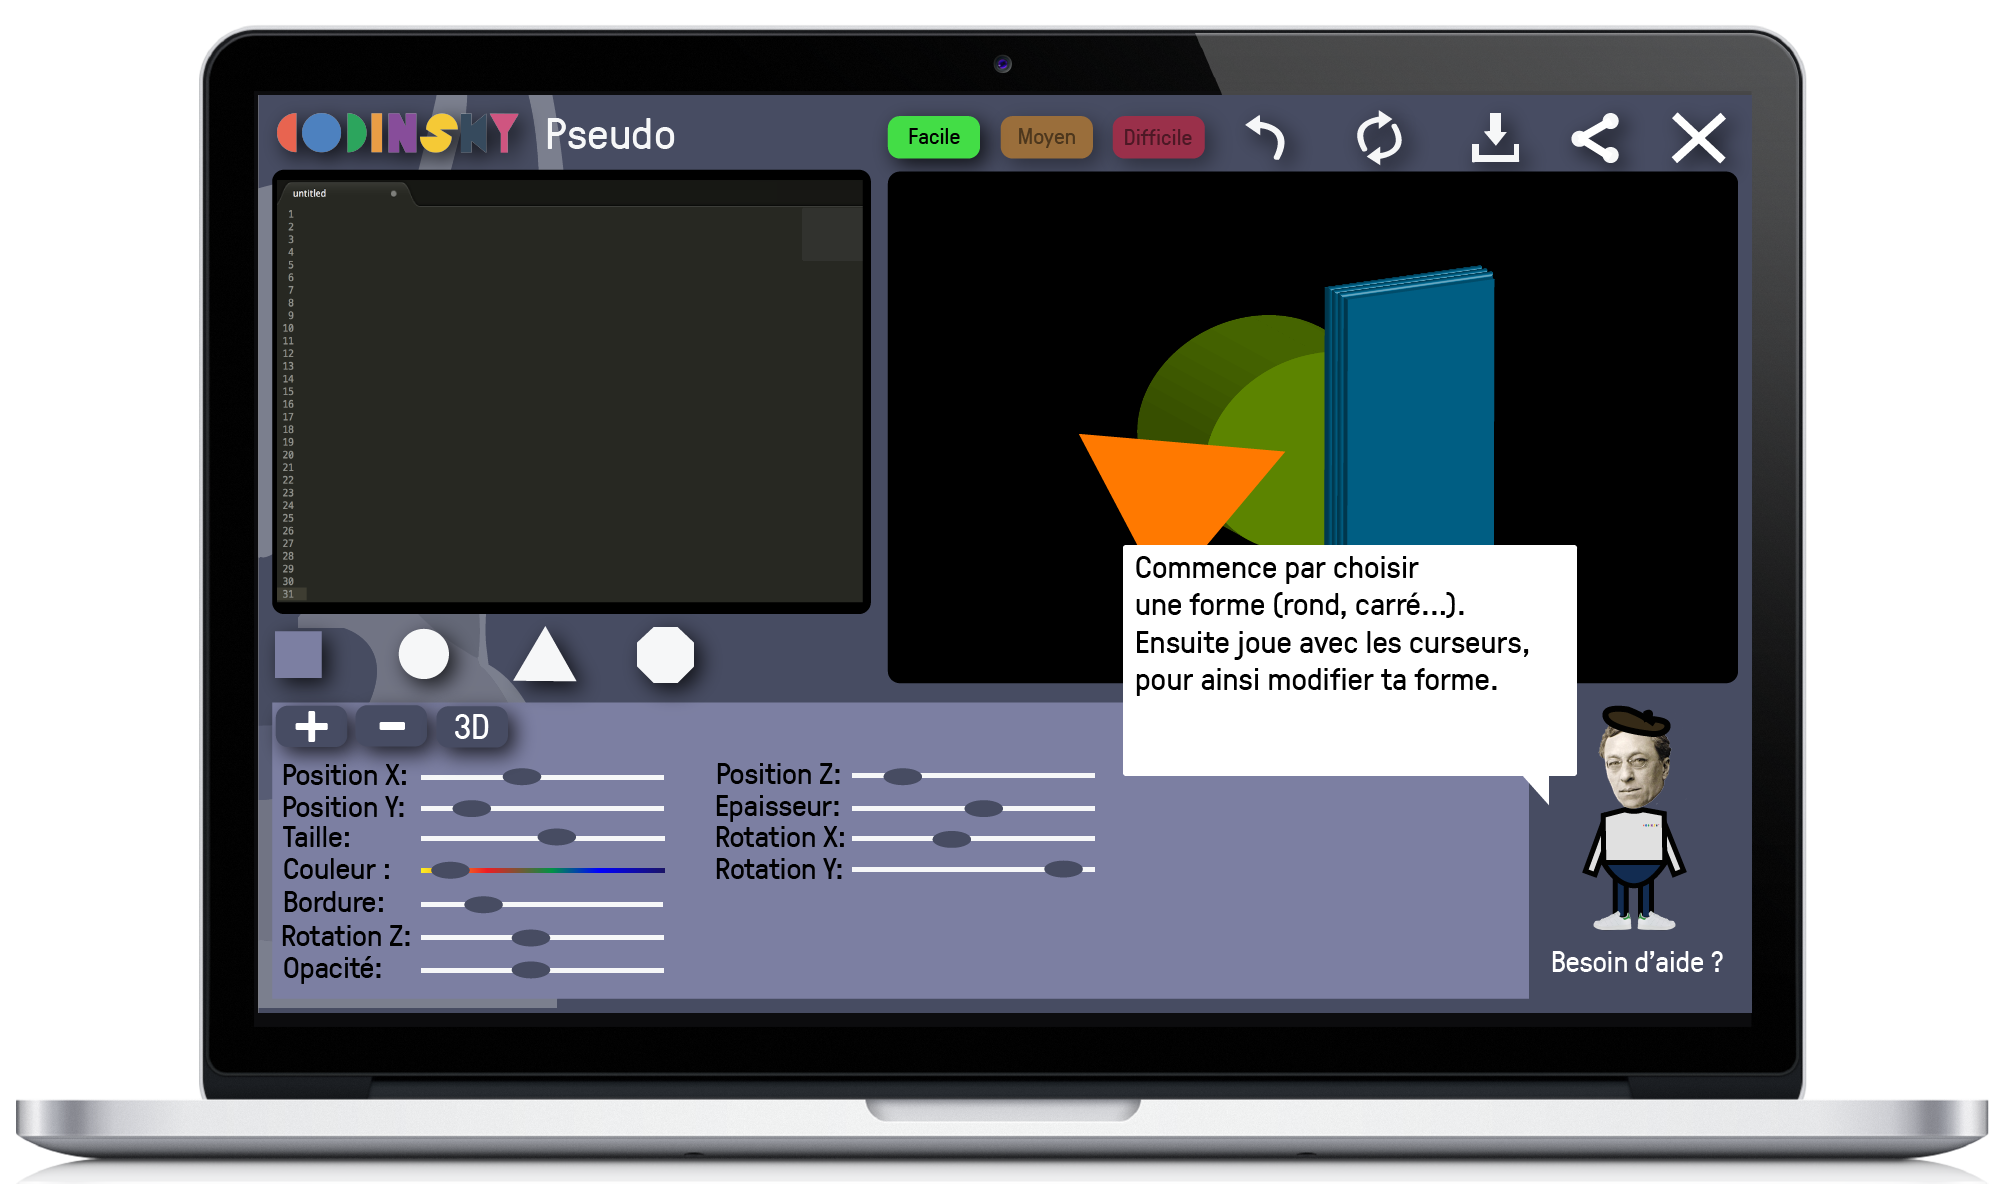 CODINSKY Pseudo
Facile Moyen Difficile
untitled
1
2
3
4
5
6
7
8
9
10
11
12
13
14
15
16
17
18
19
20
21
22
23
24
25
26
27
28
29
30
31
Commence par choisir
une forme (rond, carré...).
Ensuite joue avec les curseurs,
pour ainsi modifier ta forme.
3D
Position X:
Position Y:
Taille:
Couleur :
Bordure:
Rotation Z:
Opacité:
Position Z:
Epaisseur:
Rotation X:
Rotation Y:
Besoin d'aide ?